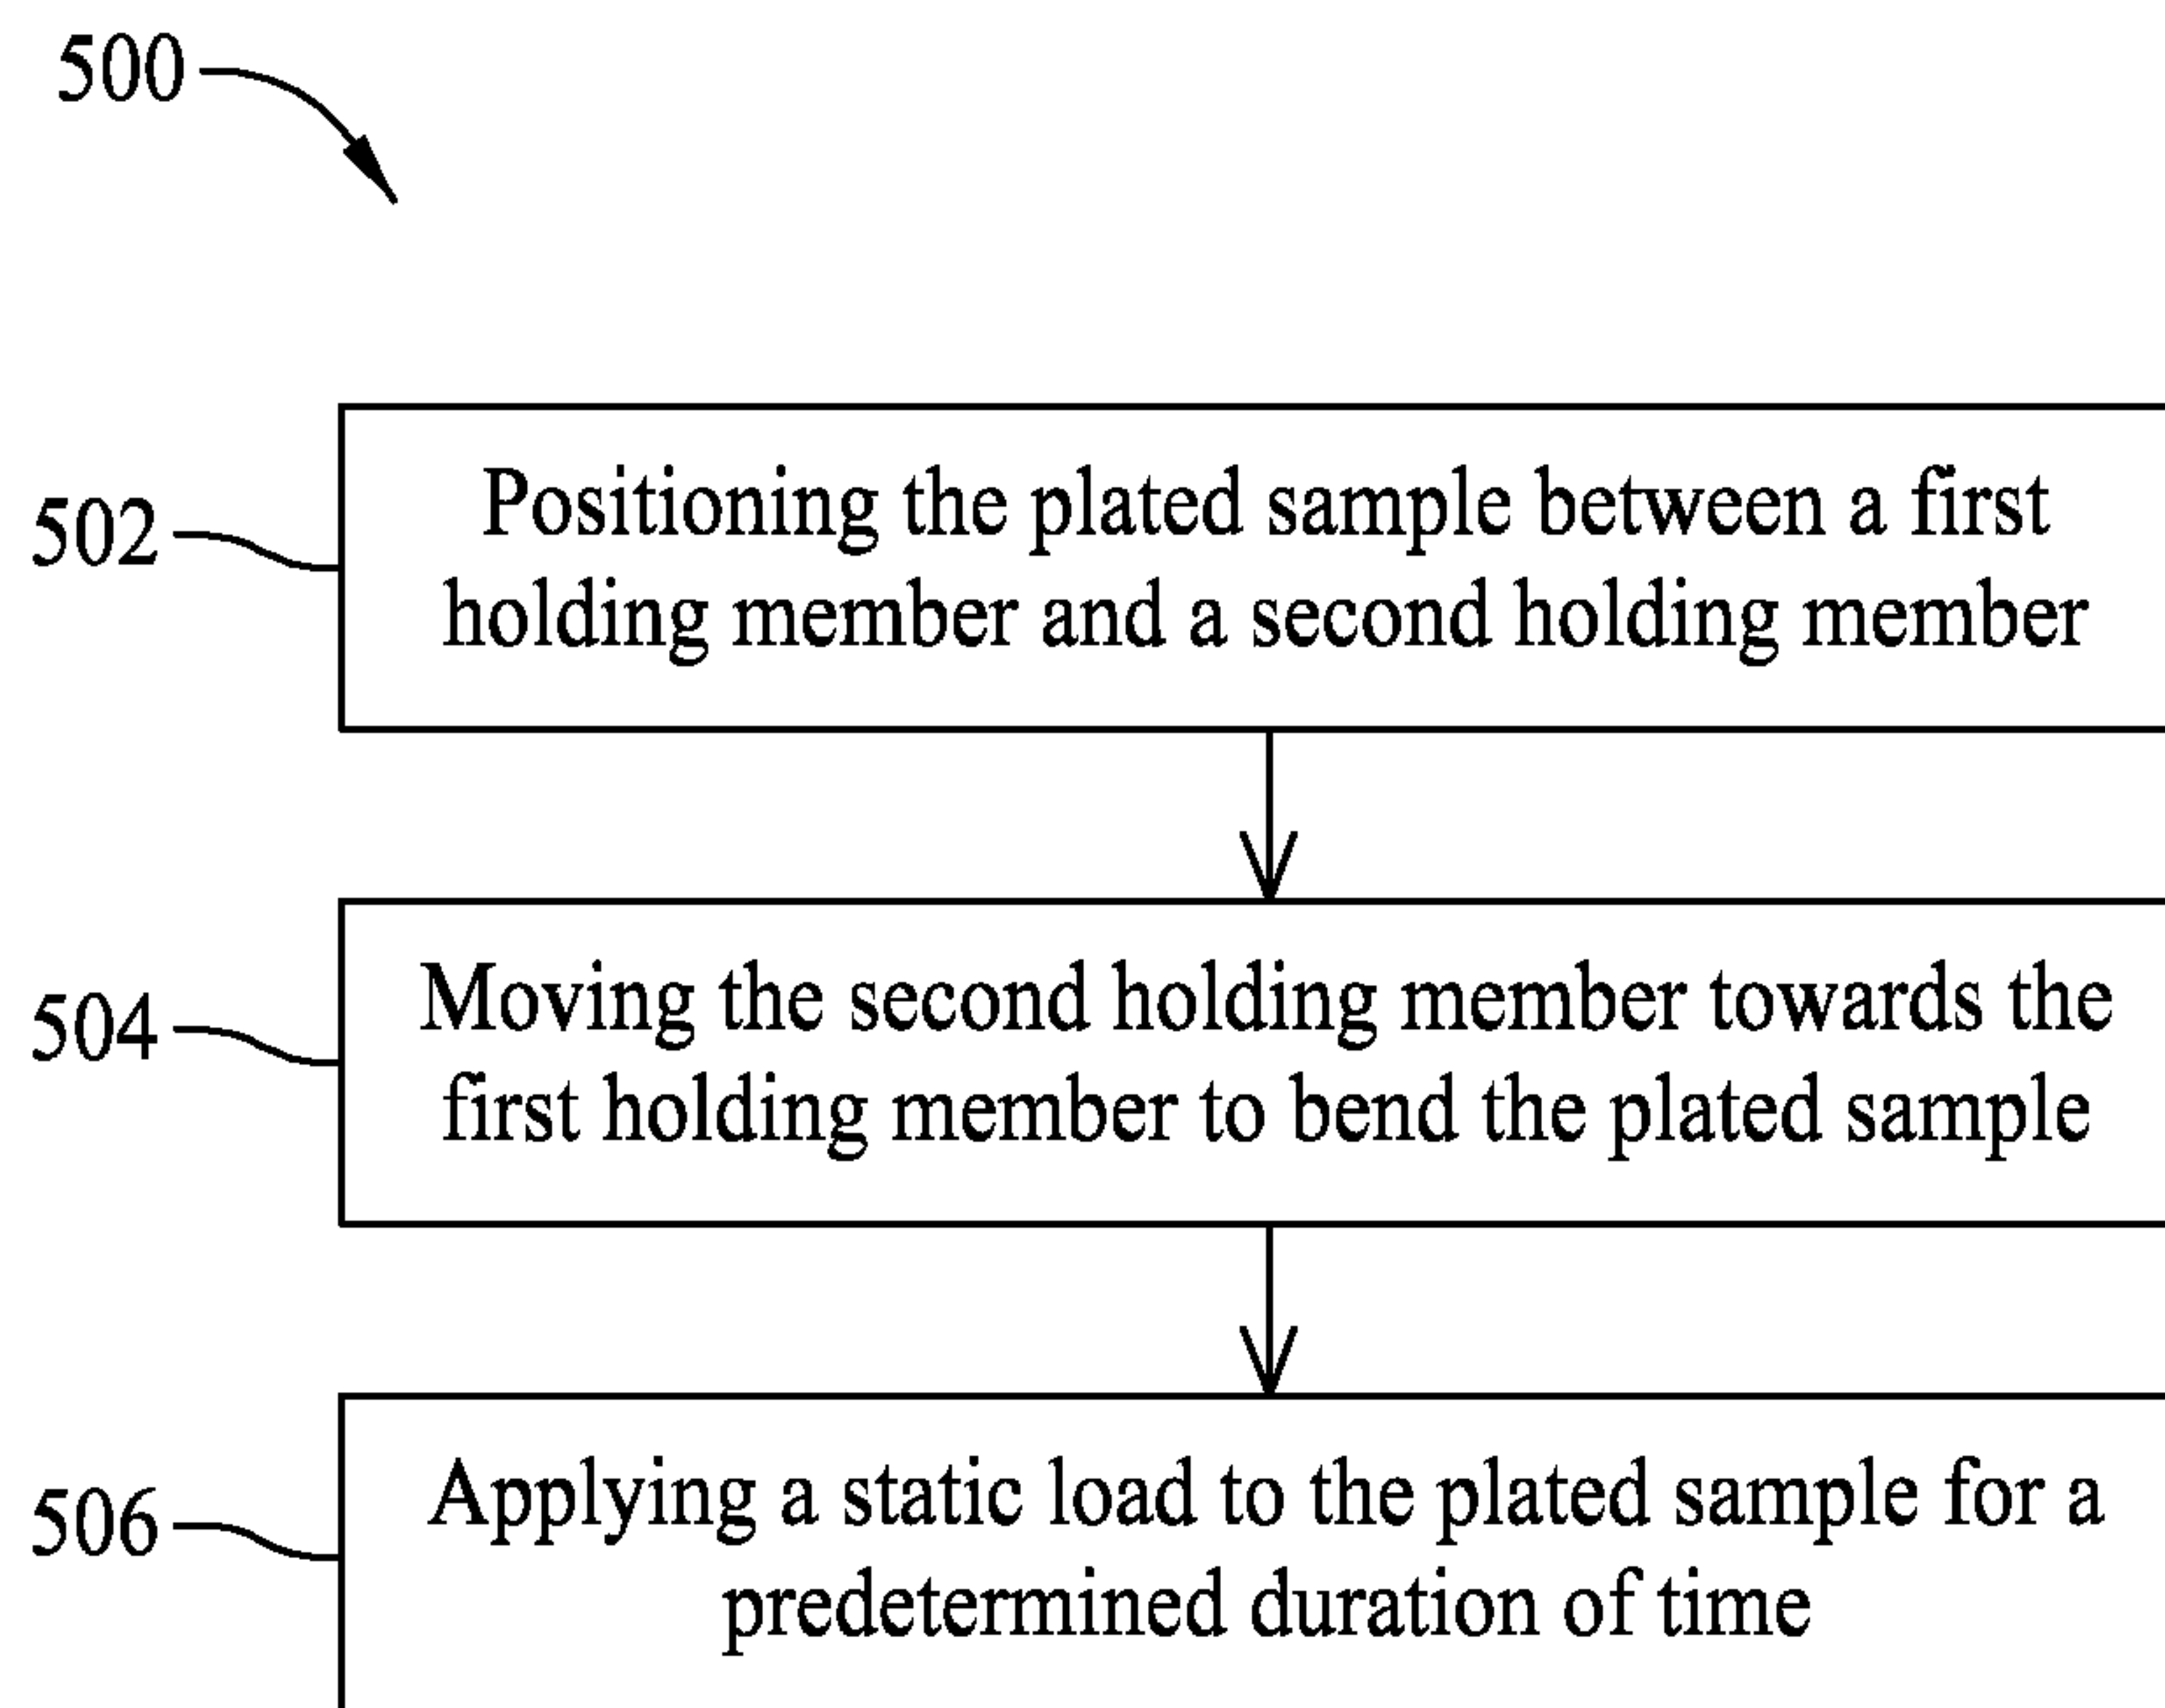 500
502
Positioning the plated sample between a first
holding member and a second holding member
504
Moving the second holding member towards the
first holding member to bend the plated sample
506
Applying a static load to the plated sample for a
predetermined duration of time